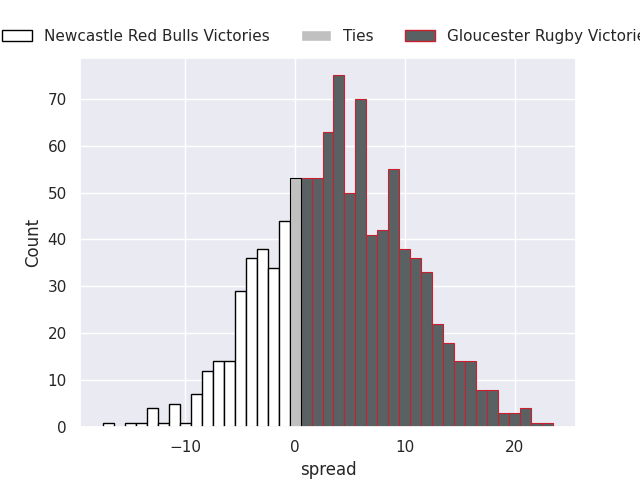 Newcastle Red Bulls Victories Ties Gloucester Rugby Victorie
70
60
50
40
30
20
10
0
Count
−10 0 10 20
spread